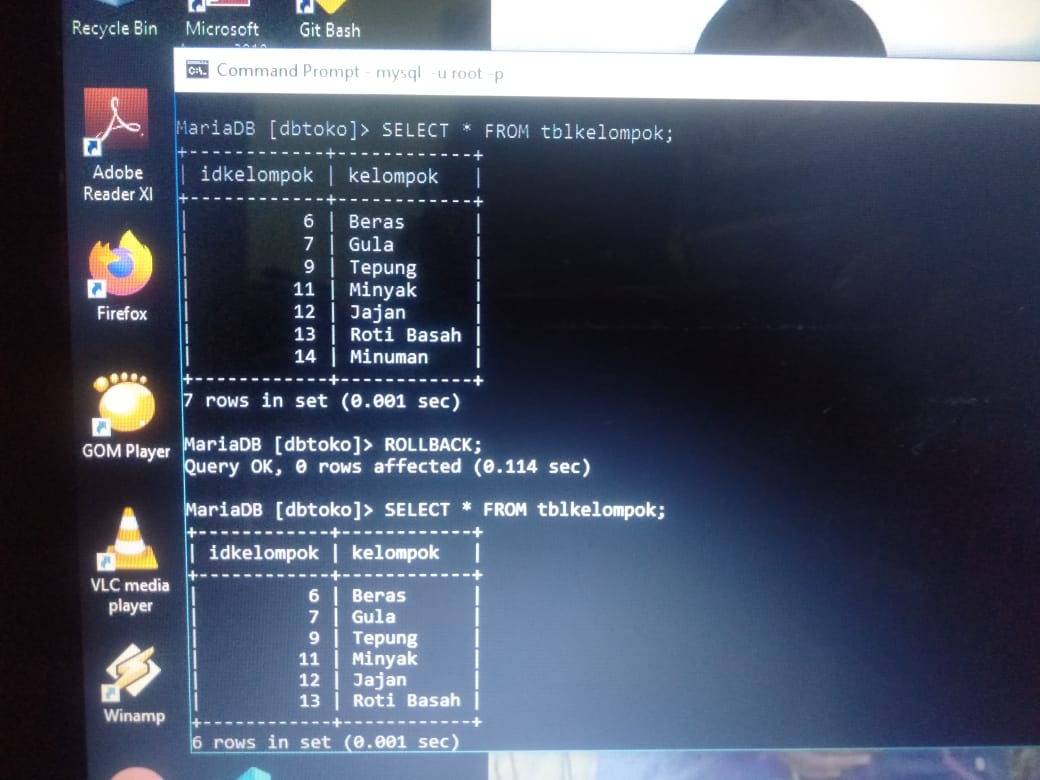 Recycle Bin
Microsoft
Git Bash
Command Prompt - mysql -u root -p
Adobe
Reader XI
Firefox
GOM Player
VLC media
player
Winamp
MariaDB [dbtoko]> SELECT * FROM tblkelompok;
+------------+------------+
| idkelompok | kelompok   |
+------------+------------+
|          6 | Beras      |
|          7 | Gula       |
|          9 | Tepung     |
|         11 | Minyak     |
|         12 | Jajan      |
|         13 | Roti Basah |
|         14 | Minuman    |
+------------+------------+
7 rows in set (0.001 sec)
MariaDB [dbtoko]> ROLLBACK;
Query OK, 0 rows affected (0.114 sec)
MariaDB [dbtoko]> SELECT * FROM tblkelompok;
+------------+------------+
| idkelompok | kelompok   |
+------------+------------+
|          6 | Beras      |
|          7 | Gula       |
|          9 | Tepung     |
|         11 | Minyak     |
|         12 | Jajan      |
|         13 | Roti Basah |
+------------+------------+
6 rows in set (0.001 sec)